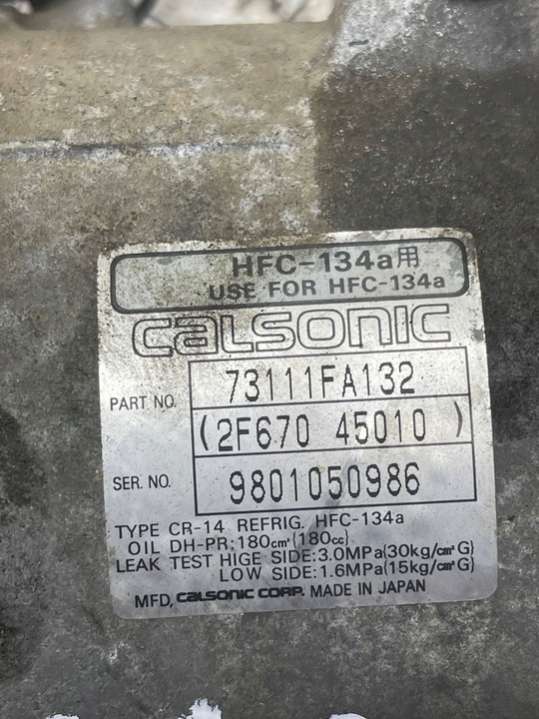 HFC-134a用
USE FOR HFC-134a
CALSONIC
PART NO. 73111FA132
(2F670 45010 )
SER. NO. 9801050986
TYPE CR-14 REFRIG. HFC-134a
OIL DH-PR; 180cm³(180cc)
LEAK TEST HIGE SIDE: 3.0MPa(30kg/cm²G)
LOW SIDE: 1.6MPa(15kg/cm²G)
MFD, CALSONIC CORP. MADE IN JAPAN